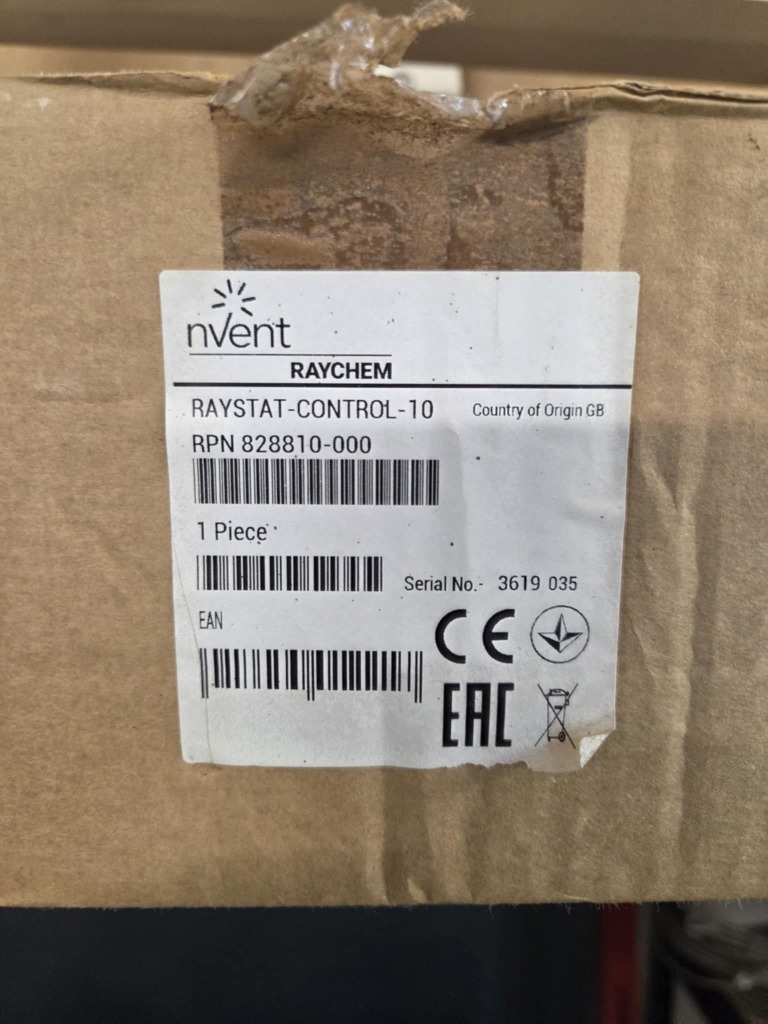 nVent
RAYCHEM
RAYSTAT-CONTROL-10 Country of Origin GB
RPN 828810-000
1 Piece
Serial No.- 3619 035
EAN
CE
EAC